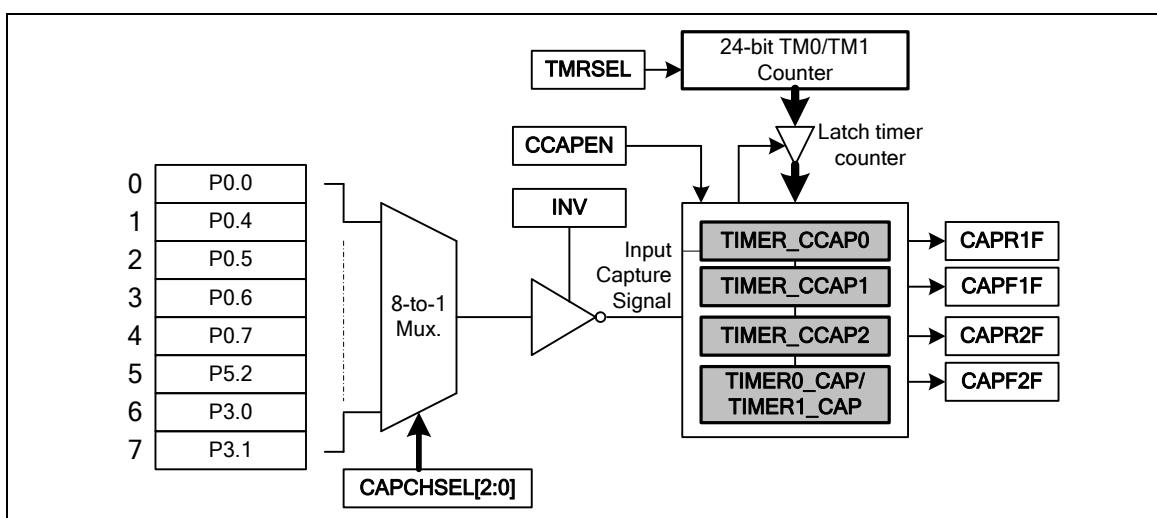 24-bit TM0/TM1
Counter
TMRSEL
Latch timer
counter
CCAPEN
INV
0 P0.0
1 P0.4
2 P0.5
3 P0.6
4 P0.7
5 P5.2
6 P3.0
7 P3.1
8-to-1
Mux.
CAPCHSEL[2:0]
Input
Capture
Signal
TIMER_CCAP0
TIMER_CCAP1
TIMER_CCAP2
TIMER0_CAP/
TIMER1_CAP
CAPR1F
CAPF1F
CAPR2F
CAPF2F